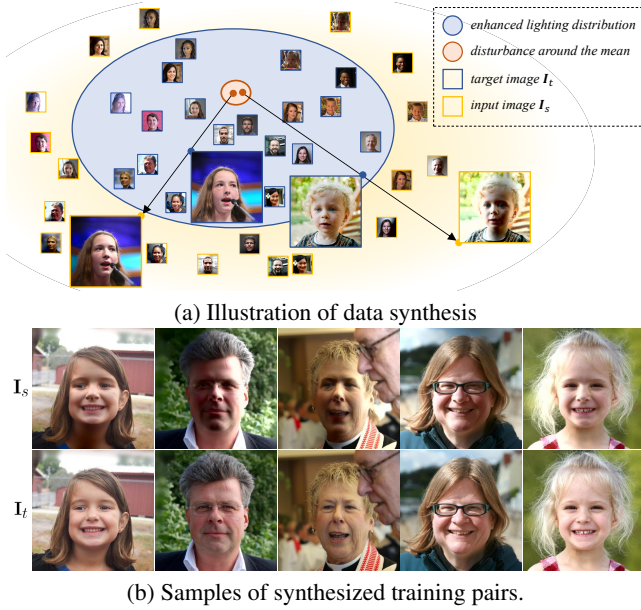 enhanced lighting distribution
disturbance around the mean
target image I_t
input image I_s
(a) Illustration of data synthesis
I_s
I_t
(b) Samples of synthesized training pairs.